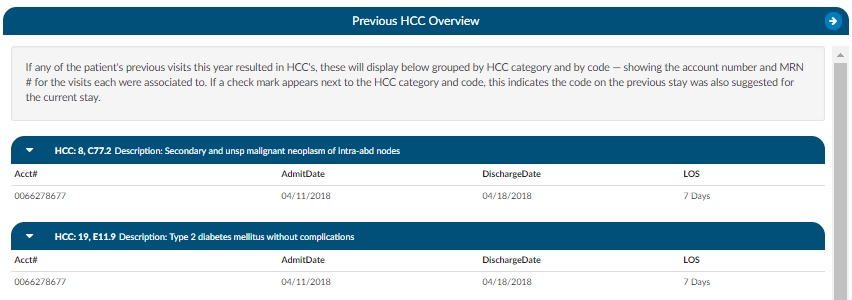 Previous HCC Overview
If any of the patient's previous visits this year resulted in HCC's, these will display below grouped by HCC category and by code — showing the account number and MRN
# for the visits each were associated to. If a check mark appears next to the HCC category and code, this indicates the code on the previous stay was also suggested for
the current stay.
HCC: 8, C77.2 Description: Secondary and unsp malignant neoplasm of intra-abd nodes
Acct# AdmitDate DischargeDate LOS
0066278677 04/11/2018 04/18/2018 7 Days
HCC: 19, E11.9 Description: Type 2 diabetes mellitus without complications
Acct# AdmitDate DischargeDate LOS
0066278677 04/11/2018 04/18/2018 7 Days